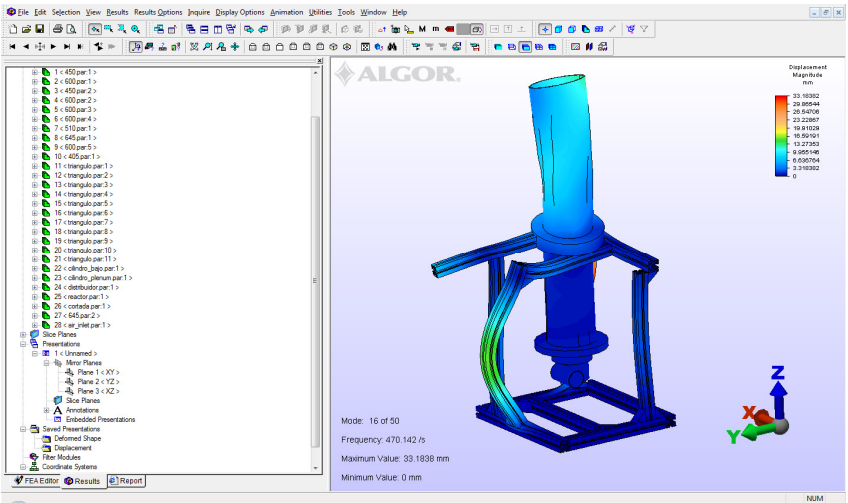 File Edit Selection View Results Results Options Inquire Display Options Animation Utilities Tools Window Help
M m
1 < 450.par:1 >
2 < 600.par:1 >
3 < 450.par:2 >
4 < 600.par:2 >
5 < 600.par:3 >
6 < 600.par:4 >
7 < 510.par:1 >
8 < 645.par:1 >
9 < 600.par:5 >
10 < 405.par:1 >
11 < triangulo.par:1 >
12 < triangulo.par:2 >
13 < triangulo.par:3 >
14 < triangulo.par:4 >
15 < triangulo.par:5 >
16 < triangulo.par:6 >
17 < triangulo.par:7 >
18 < triangulo.par:8 >
19 < triangulo.par:9 >
20 < triangulo.par:10 >
21 < triangulo.par:11 >
22 < cilindro_bajo.par:1 >
23 < cilindro_plenum.par:1 >
24 < distribuidor.par:1 >
25 < reactor.par:1 >
26 < cortada.par:1 >
27 < 645.par:2 >
28 < air_inlet.par:1 >
Slice Planes
Presentations
1 < Unnamed >
Mirror Planes
Plane 1 < XY >
Plane 2 < YZ >
Plane 3 < XZ >
Slice Planes
A Annotations
Embedded Presentations
Saved Presentations
Deformed Shape
Displacement
Filter Modules
Coordinate Systems
FEA Editor Results Report
ALGOR.
Displacement
Magnitude
mm
33.18382
29.86544
26.54706
23.22867
19.91029
16.59191
13.27353
9.955146
6.636764
3.318382
0
Z
X
Y
Mode: 16 of 50
Frequency: 470.142 /s
Maximum Value: 33.1838 mm
Minimum Value: 0 mm
NUM